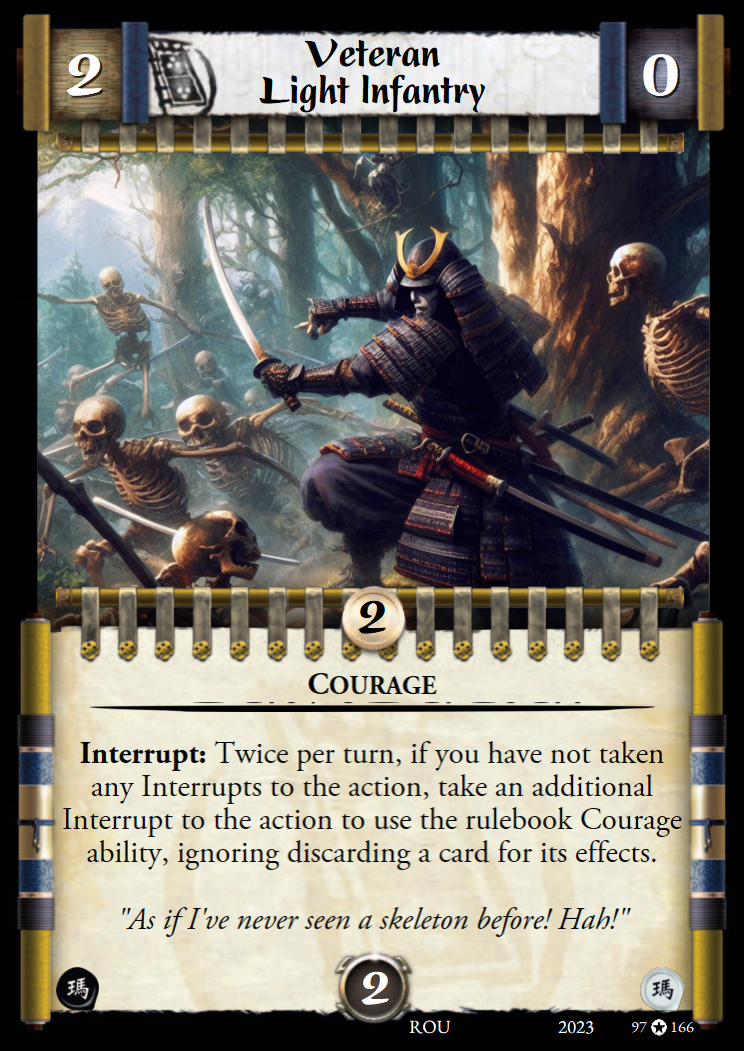 2
Veteran
Light Infantry
0
2
COURAGE
Interrupt: Twice per turn, if you have not taken
any Interrupts to the action, take an additional
Interrupt to the action to use the rulebook Courage
ability, ignoring discarding a card for its effects.
"As if I've never seen a skeleton before! Hah!"
瑪
2
瑪
ROU 2023 97 ✪ 166